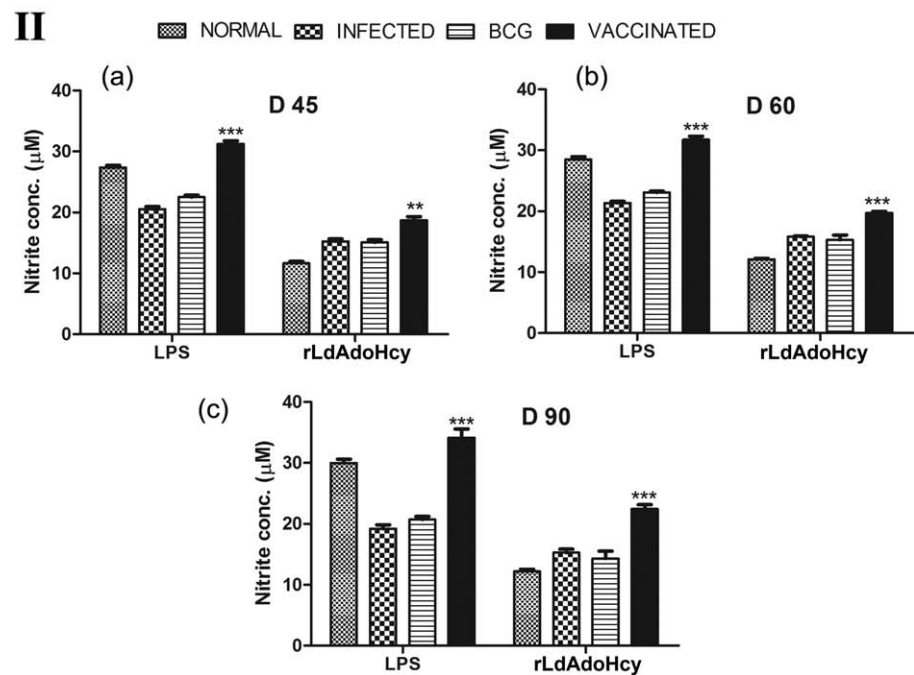 II
NORMAL INFECTED BCG VACCINATED
(a)
D 45
Nitrite conc. (µM)
40
30
20
10
0
***
**
LPS rLdAdoHcy
(b)
D 60
Nitrite conc. (µM)
40
30
20
10
0
***
***
LPS rLdAdoHcy
(c)
D 90
Nitrite conc. (µM)
40
30
20
10
0
***
***
LPS rLdAdoHcy